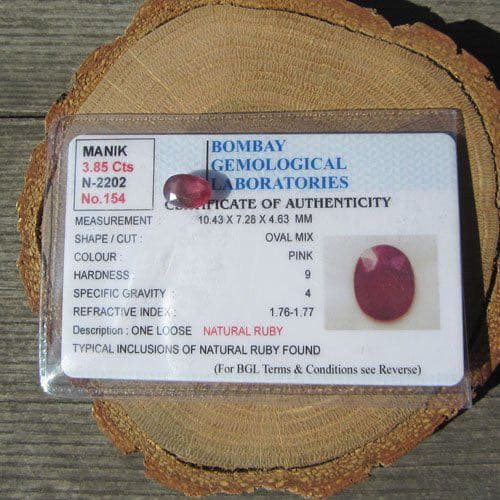 MANIK
3.85 Cts
N-2202
No.154
BOMBAY
GEMOLOGICAL
LABORATORIES
CERTIFICATE OF AUTHENTICITY
MEASUREMENT : 10.43 X 7.28 X 4.63 MM
SHAPE / CUT : OVAL MIX
COLOUR : PINK
HARDNESS : 9
SPECIFIC GRAVITY : 4
REFRACTIVE INDEX : 1.76-1.77
Description : ONE LOOSE NATURAL RUBY
TYPICAL INCLUSIONS OF NATURAL RUBY FOUND
(For BGL Terms & Conditions see Reverse)